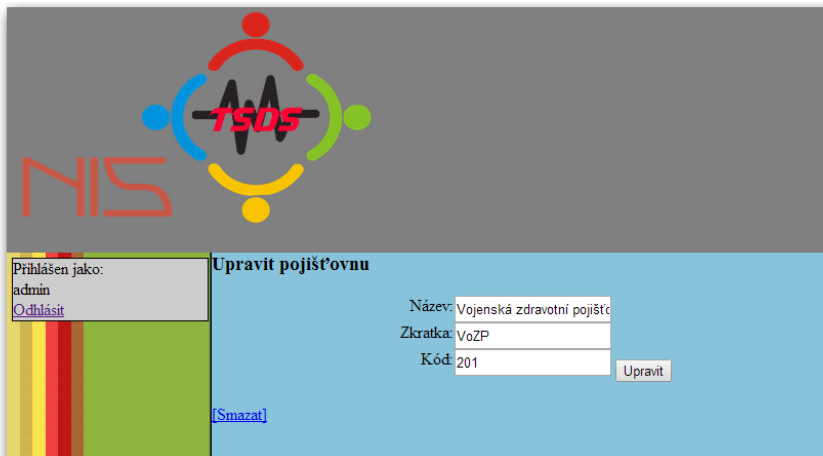 TSDS
NIS
Přihlášen jako:
admin
Odhlásit
Upravit pojišťovnu
Název: Vojenská zdravotní pojišťo
Zkratka: VoZP
Kód: 201 Upravit
[Smazat]